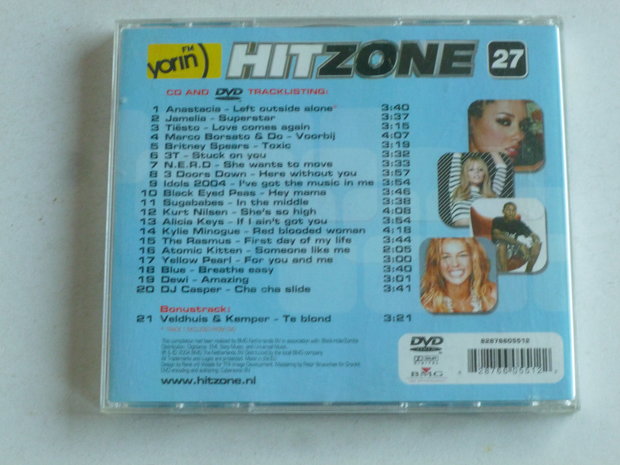 yorin FM
HITZONE 27
CD AND DVD TRACKLISTING:
1 Anastacia - Left outside alone* 3:40
2 Jamelia - Superstar 3:37
3 Tiësto - Love comes again 3:15
4 Marco Borsato & Do - Voorbij 4:07
5 Britney Spears - Toxic 3:19
6 3T - Stuck on you 3:32
7 N.E.R.D - She wants to move 3:33
8 3 Doors Down - Here without you 3:57
9 Idols 2004 - I've got the music in me 3:54
10 Black Eyed Peas - Hey mama 3:46
11 Sugababes - In the middle 3:38
12 Kurt Nilsen - She's so high 4:08
13 Alicia Keys - If I ain't got you 3:54
14 Kylie Minogue - Red blooded woman 4:18
15 The Rasmus - First day of my life 3:44
16 Atomic Kitten - Someone like me 2:05
17 Yellow Pearl - For you and me 3:00
18 Blue - Breathe easy 3:40
19 Dewi - Amazing 3:01
20 DJ Casper - Cha cha slide 3:41
Bonustrack:
21 Veldhuis & Kemper - Te blond 3:21
www.hitzone.nl
82876605512
DVD
BMG